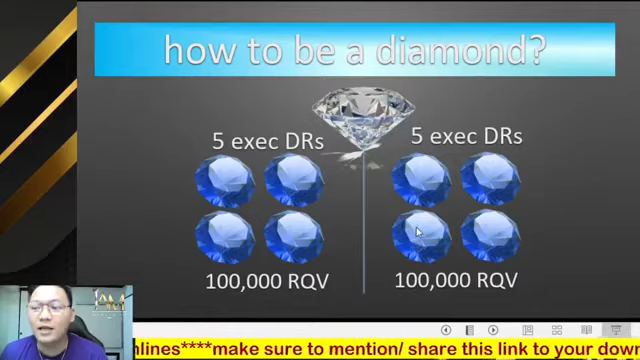 how to be a diamond?
5 exec DRs
5 exec DRs
100,000 RQV
100,000 RQV
nlines****make sure to mention/ share this link to your down